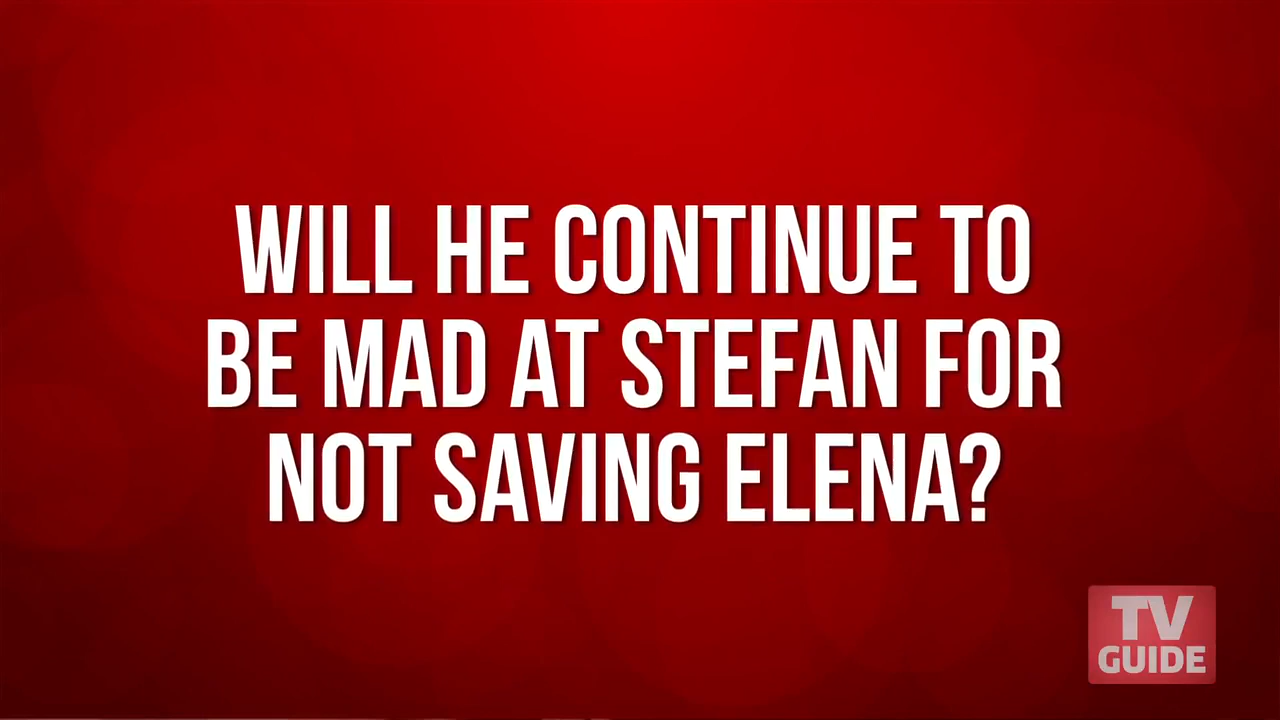 WILL HE CONTINUE TO
BE MAD AT STEFAN FOR
NOT SAVING ELENA?
TV
GUIDE